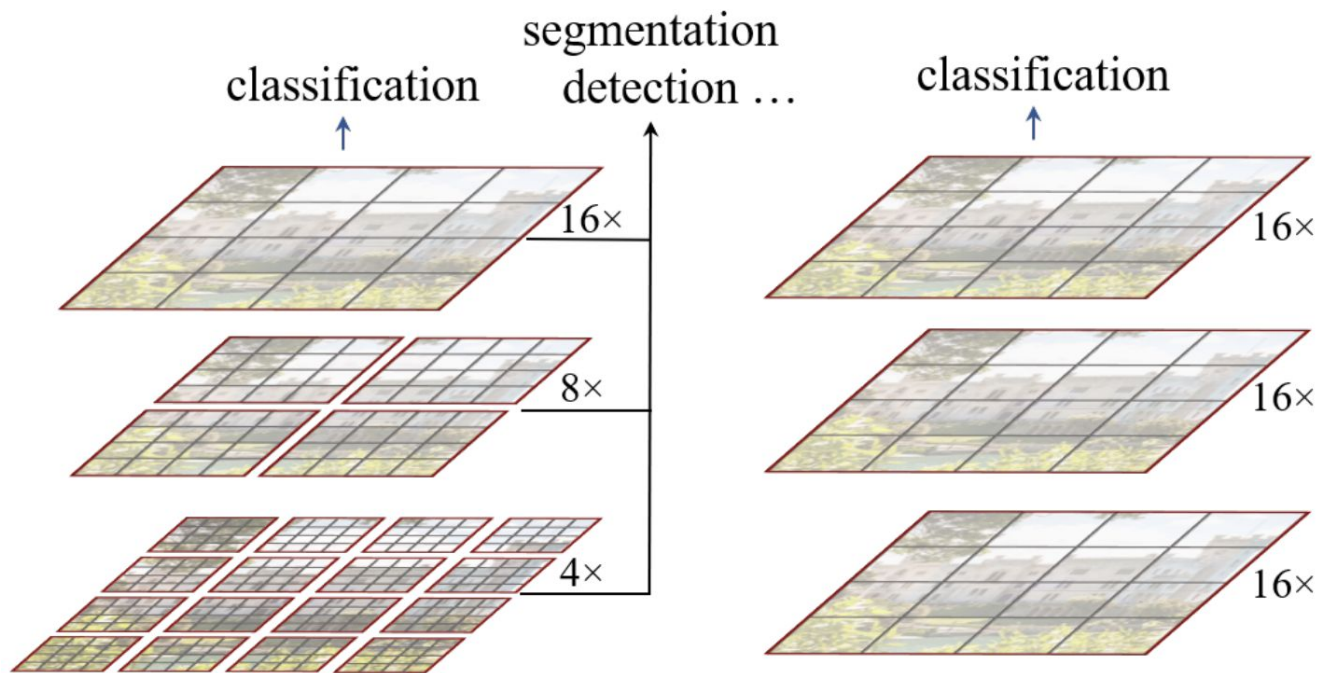 segmentation
detection ...
classification
classification
16×
8×
4×
16×
16×
16×